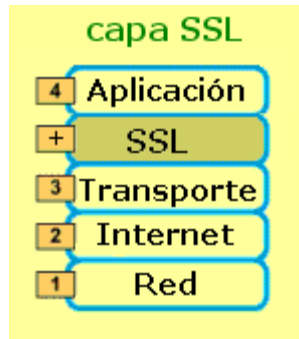 capa SSL
4 Aplicación
+ SSL
3 Transporte
2 Internet
1 Red